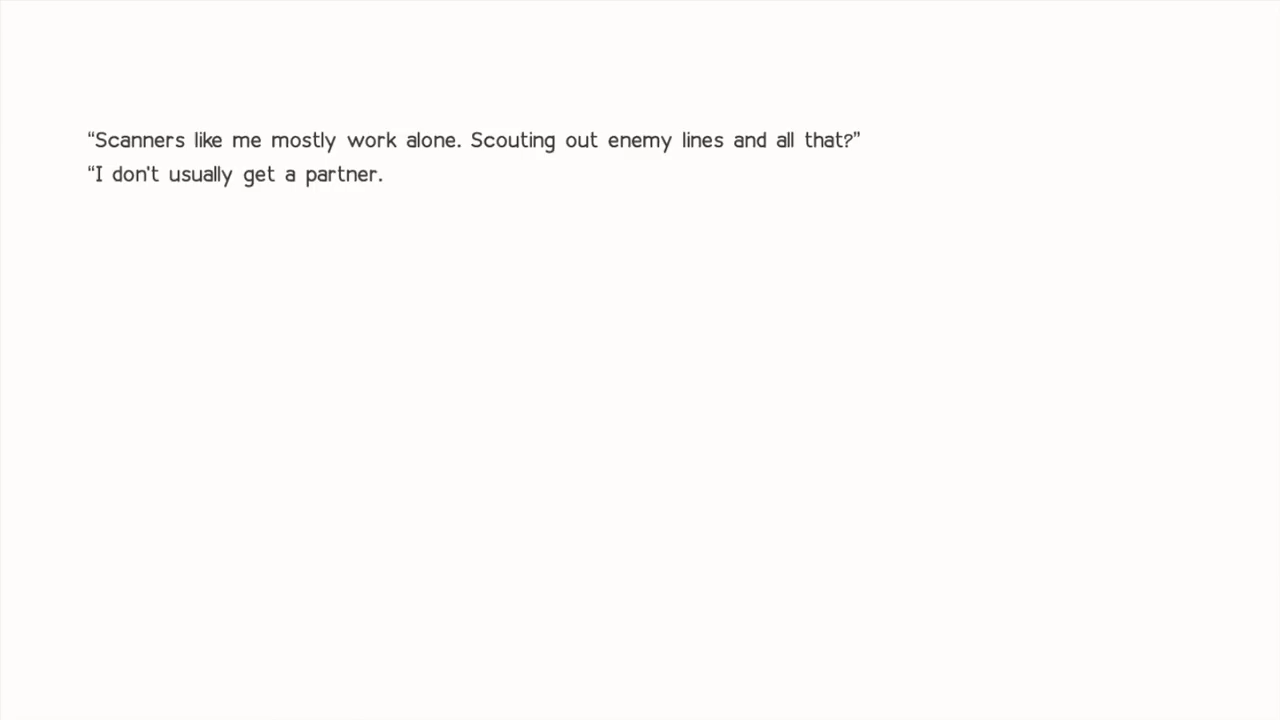 “Scanners like me mostly work alone. Scouting out enemy lines and all that?”
“I don't usually get a partner.